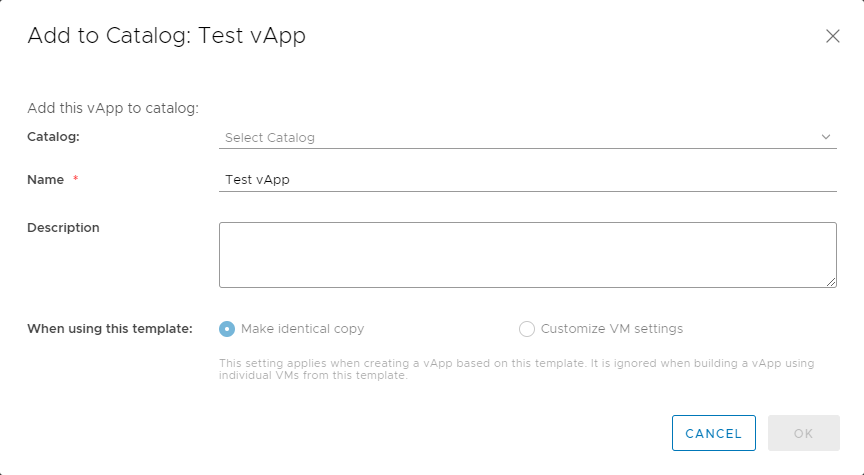 Add to Catalog: Test vApp
Add this vApp to catalog:
Catalog:
Select Catalog
Name *
Test vApp
Description
When using this template:
Make identical copy
Customize VM settings
This setting applies when creating a vApp based on this template. It is ignored when building a vApp using
individual VMs from this template.
CANCEL
OK